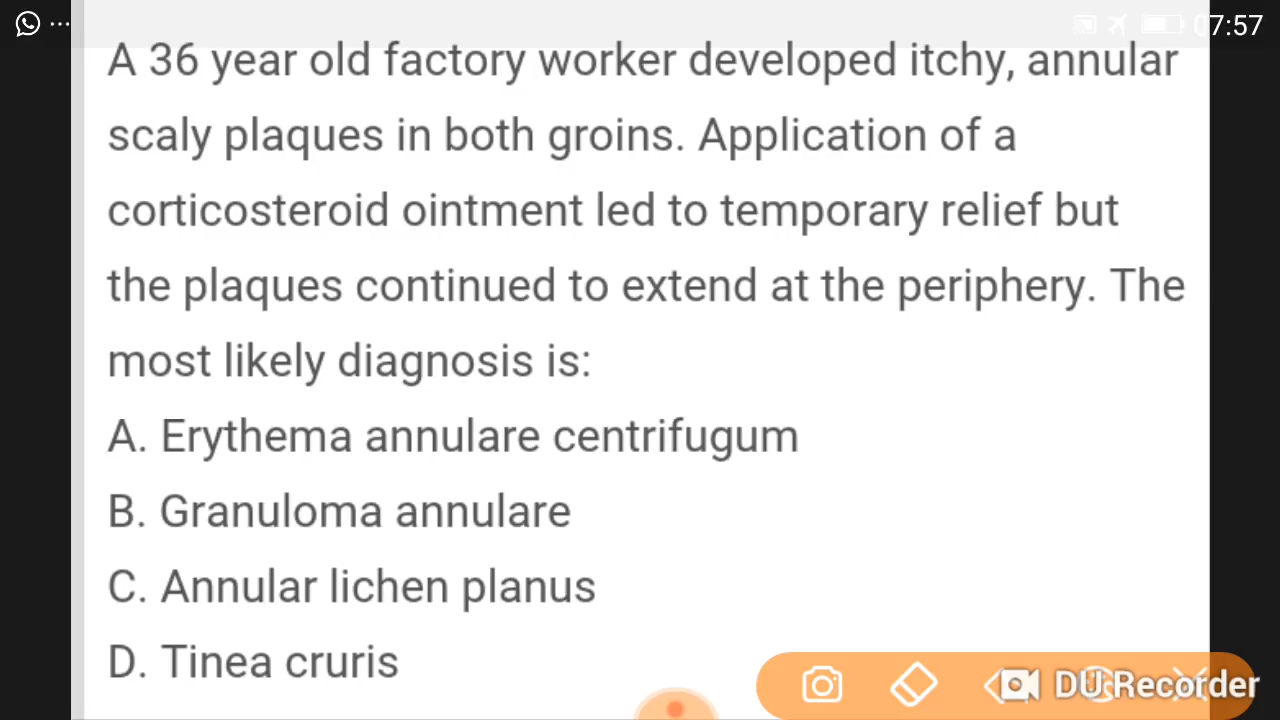 07:57
A 36 year old factory worker developed itchy, annular
scaly plaques in both groins. Application of a
corticosteroid ointment led to temporary relief but
the plaques continued to extend at the periphery. The
most likely diagnosis is:
A. Erythema annulare centrifugum
B. Granuloma annulare
C. Annular lichen planus
D. Tinea cruris
DU Recorder